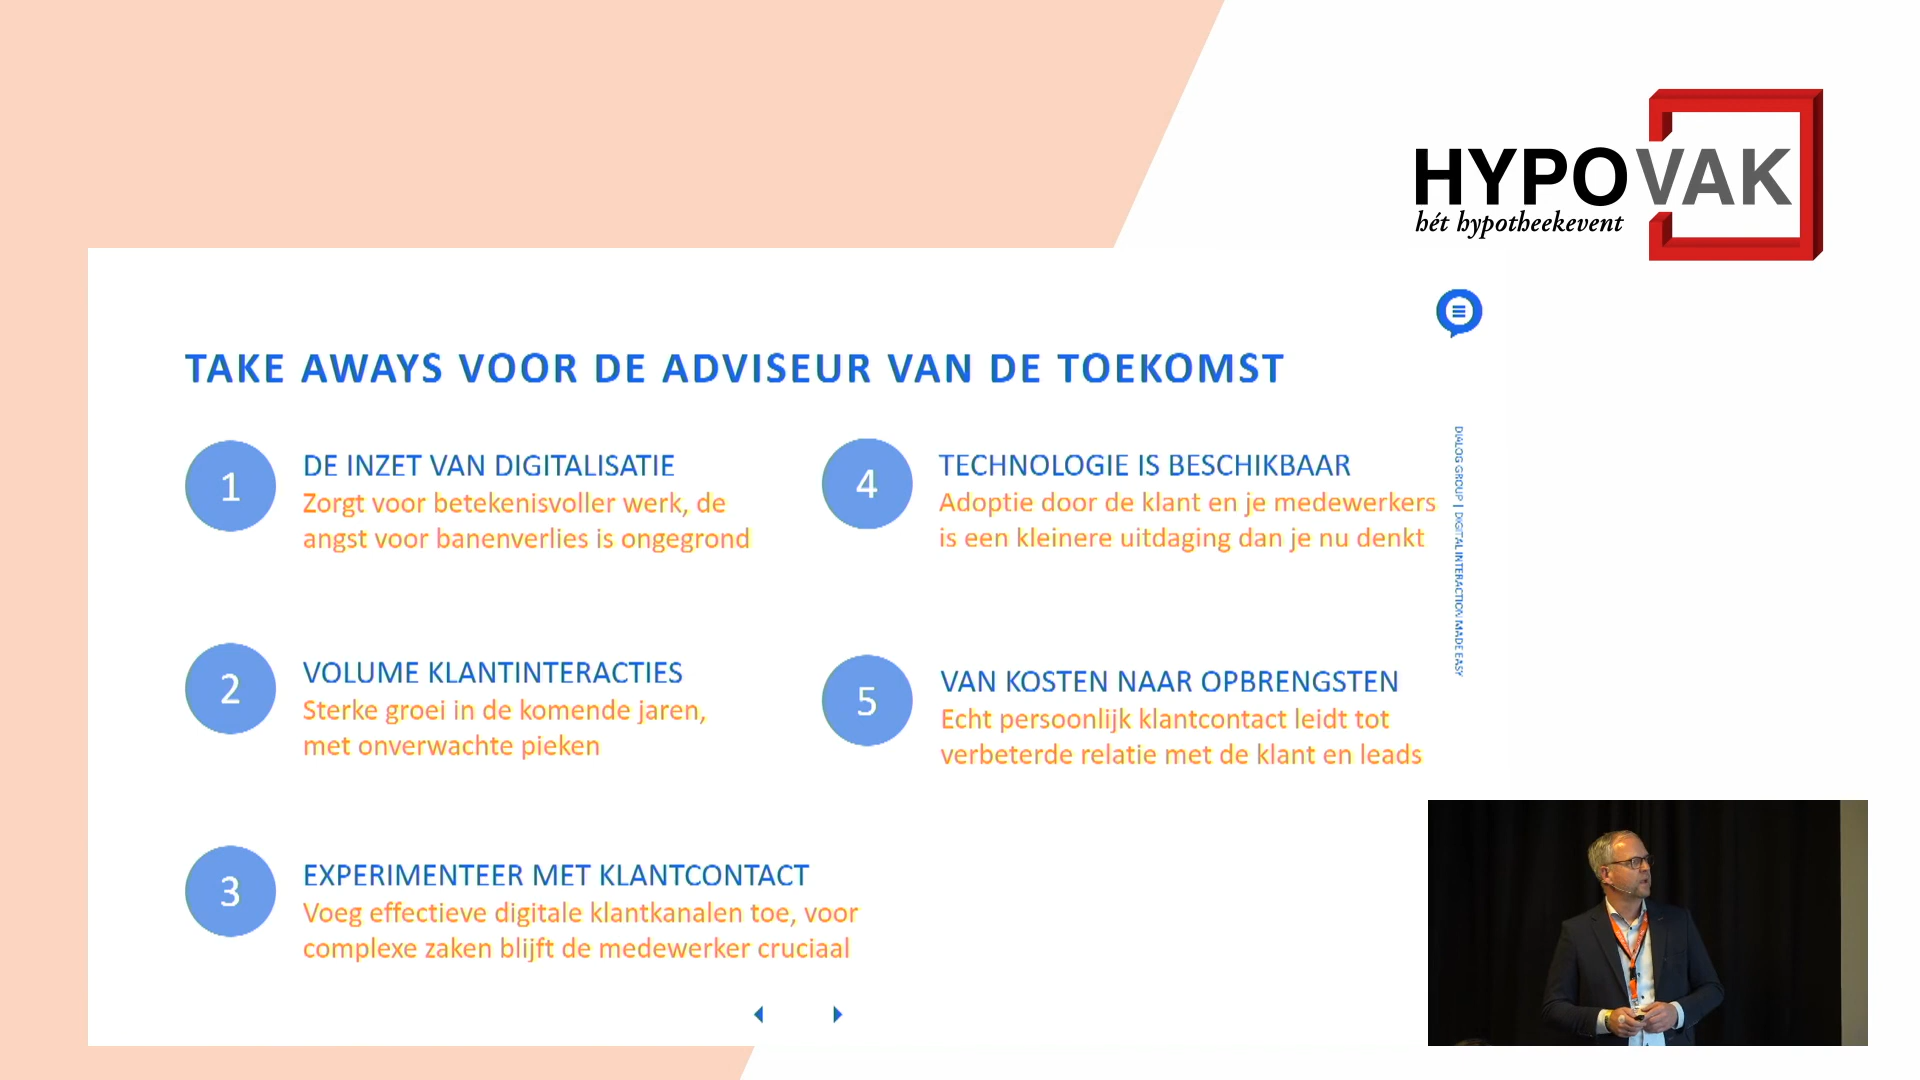 HYPOVAK
hét hypotheekevent
TAKE AWAYS VOOR DE ADVISEUR VAN DE TOEKOMST
1
DE INZET VAN DIGITALISATIE
Zorgt voor betekenisvoller werk, de
angst voor banenverlies is ongegrond
2
VOLUME KLANTINTERACTIES
Sterke groei in de komende jaren,
met onverwachte pieken
3
EXPERIMENTEER MET KLANTCONTACT
Voeg effectieve digitale klantkanalen toe, voor
complexe zaken blijft de medewerker cruciaal
4
TECHNOLOGIE IS BESCHIKBAAR
Adoptie door de klant en je medewerkers
is een kleinere uitdaging dan je nu denkt
5
VAN KOSTEN NAAR OPBRENGSTEN
Echt persoonlijk klantcontact leidt tot
verbeterde relatie met de klant en leads
DIALOG GROUP | DIGITAL INTERACTION MADE EASY